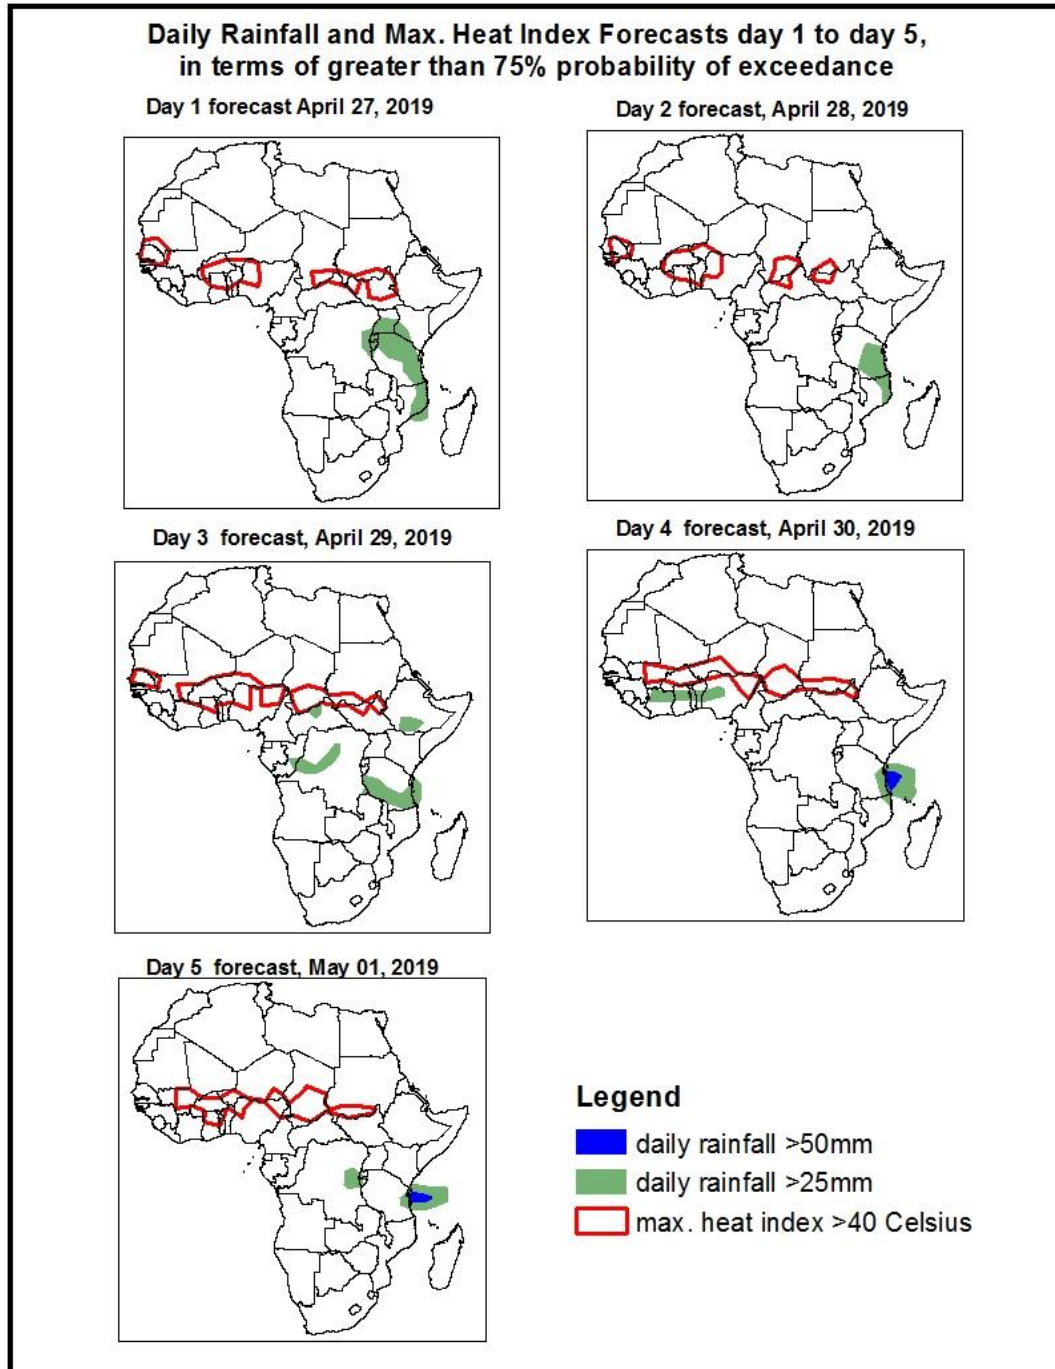 Daily Rainfall and Max. Heat Index Forecasts day 1 to day 5,
in terms of greater than 75% probability of exceedance
Day 1 forecast April 27, 2019
Day 2 forecast, April 28, 2019
Day 3 forecast, April 29, 2019
Day 4 forecast, April 30, 2019
Day 5 forecast, May 01, 2019
Legend
daily rainfall >50mm
daily rainfall >25mm
max. heat index >40 Celsius